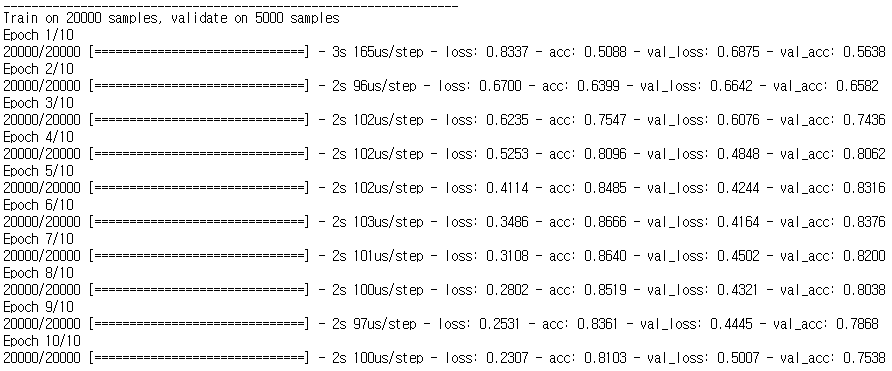 _________________________________________________________________
Train on 20000 samples, validate on 5000 samples
Epoch 1/10
20000/20000 [==============================] - 3s 165us/step - loss: 0.8337 - acc: 0.5088 - val_loss: 0.6875 - val_acc: 0.5638
Epoch 2/10
20000/20000 [==============================] - 2s 96us/step - loss: 0.6700 - acc: 0.6399 - val_loss: 0.6642 - val_acc: 0.6582
Epoch 3/10
20000/20000 [==============================] - 2s 102us/step - loss: 0.6235 - acc: 0.7547 - val_loss: 0.6076 - val_acc: 0.7436
Epoch 4/10
20000/20000 [==============================] - 2s 102us/step - loss: 0.5253 - acc: 0.8096 - val_loss: 0.4848 - val_acc: 0.8062
Epoch 5/10
20000/20000 [==============================] - 2s 102us/step - loss: 0.4114 - acc: 0.8485 - val_loss: 0.4244 - val_acc: 0.8316
Epoch 6/10
20000/20000 [==============================] - 2s 103us/step - loss: 0.3486 - acc: 0.8666 - val_loss: 0.4164 - val_acc: 0.8376
Epoch 7/10
20000/20000 [==============================] - 2s 101us/step - loss: 0.3108 - acc: 0.8640 - val_loss: 0.4502 - val_acc: 0.8200
Epoch 8/10
20000/20000 [==============================] - 2s 100us/step - loss: 0.2802 - acc: 0.8519 - val_loss: 0.4321 - val_acc: 0.8038
Epoch 9/10
20000/20000 [==============================] - 2s 97us/step - loss: 0.2531 - acc: 0.8361 - val_loss: 0.4445 - val_acc: 0.7868
Epoch 10/10
20000/20000 [==============================] - 2s 100us/step - loss: 0.2307 - acc: 0.8103 - val_loss: 0.5007 - val_acc: 0.7538